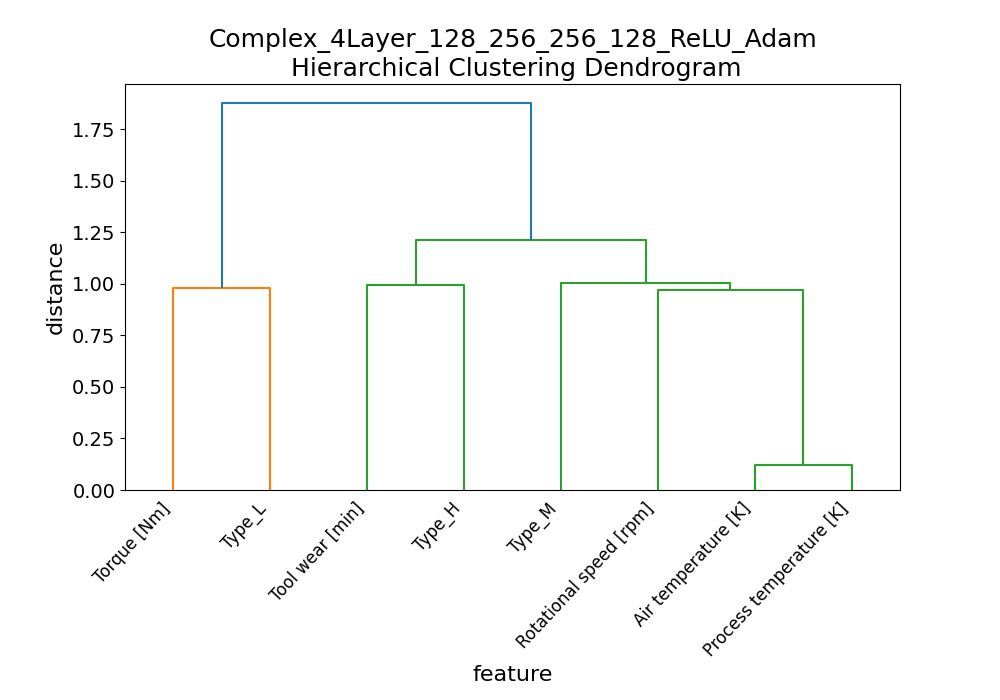 Complex_4Layer_128_256_256_128_ReLU_Adam
Hierarchical Clustering Dendrogram
distance
1.75
1.50
1.25
1.00
0.75
0.50
0.25
0.00
Torque [Nm]
Type_L
Tool wear [min]
Type_H
Type_M
Rotational speed [rpm]
Air temperature [K]
Process temperature [K]
feature